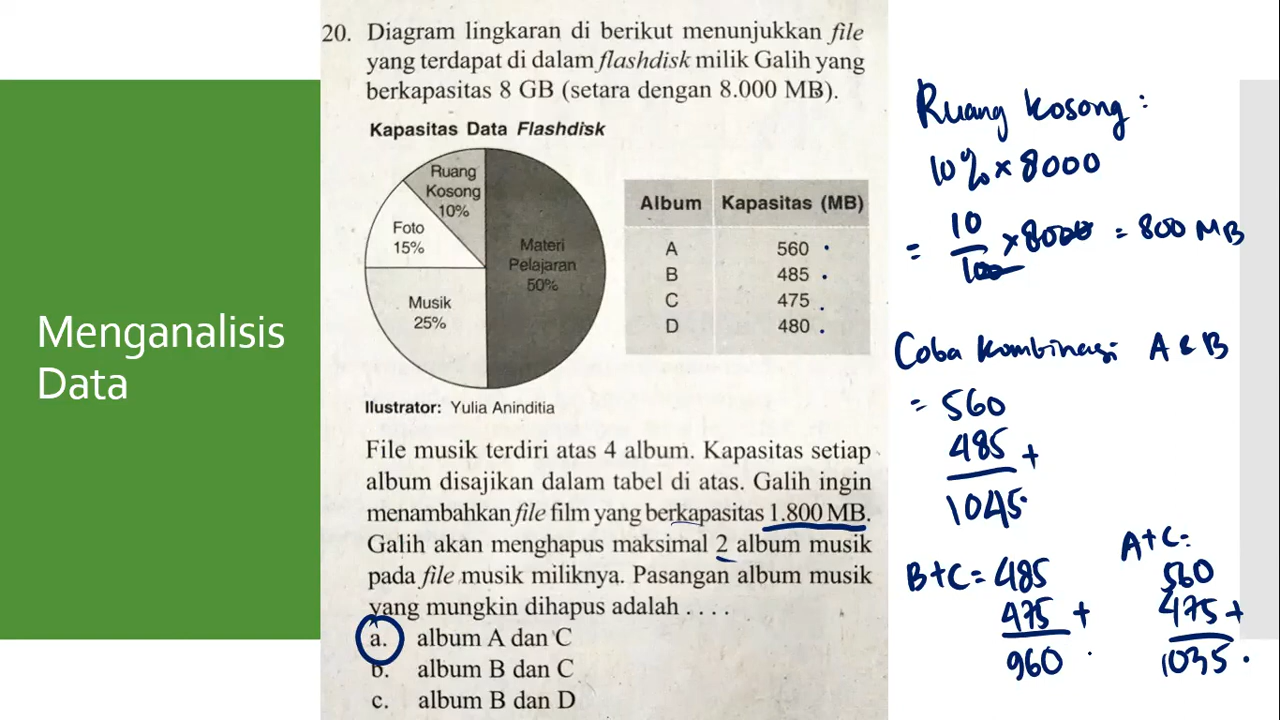 Menganalisis
Data
20. Diagram lingkaran di berikut menunjukkan file
yang terdapat di dalam flashdisk milik Galih yang
berkapasitas 8 GB (setara dengan 8.000 MB).
Kapasitas Data Flashdisk
Ruang
Kosong
10%
Foto
15%
Materi
Pelajaran
50%
Musik
25%
Album Kapasitas (MB)
A 560
B 485
C 475
D 480
Ilustrator: Yulia Aninditia
File musik terdiri atas 4 album. Kapasitas setiap
album disajikan dalam tabel di atas. Galih ingin
menambahkan file film yang berkapasitas 1.800 MB.
Galih akan menghapus maksimal 2 album musik
pada file musik miliknya. Pasangan album musik
yang mungkin dihapus adalah . . . .
a. album A dan C
b. album B dan C
c. album B dan D
Ruang Kosong :
10% x 8000
= 10/100 x 8000 = 800 MB
Coba Kombinasi A & B
= 560
485 +
1045
B+C = 485
475 +
960
A+C =
560
475 +
1035